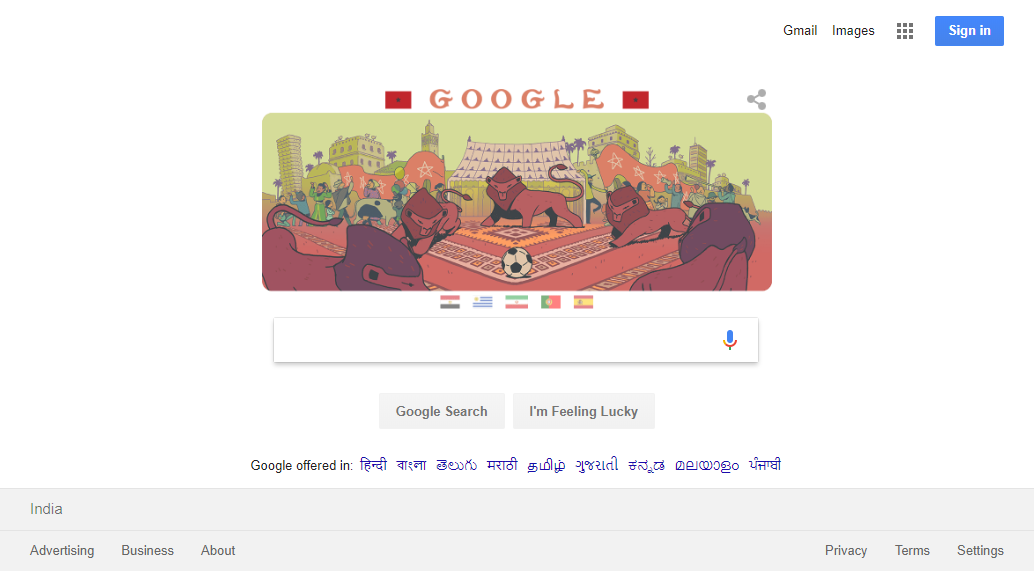 Gmail Images Sign in
GOOGLE
Google Search I'm Feeling Lucky
Google offered in: हिन्दी বাংলা తెలుగు मराठी தமிழ் ગુજરાતી ಕನ್ನಡ മലയാളം ਪੰਜਾਬੀ
India
Advertising Business About Privacy Terms Settings